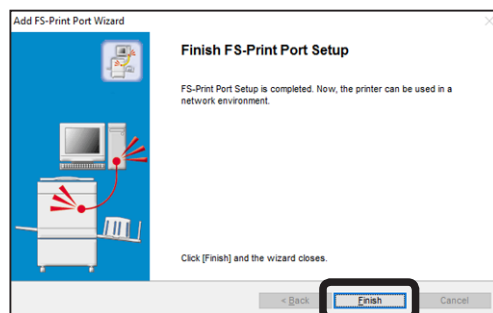 Add FS-Print Port Wizard
Finish FS-Print Port Setup
FS-Print Port Setup is completed. Now, the printer can be used in a
network environment.
Click [Finish] and the wizard closes.
< Back
Finish
Cancel